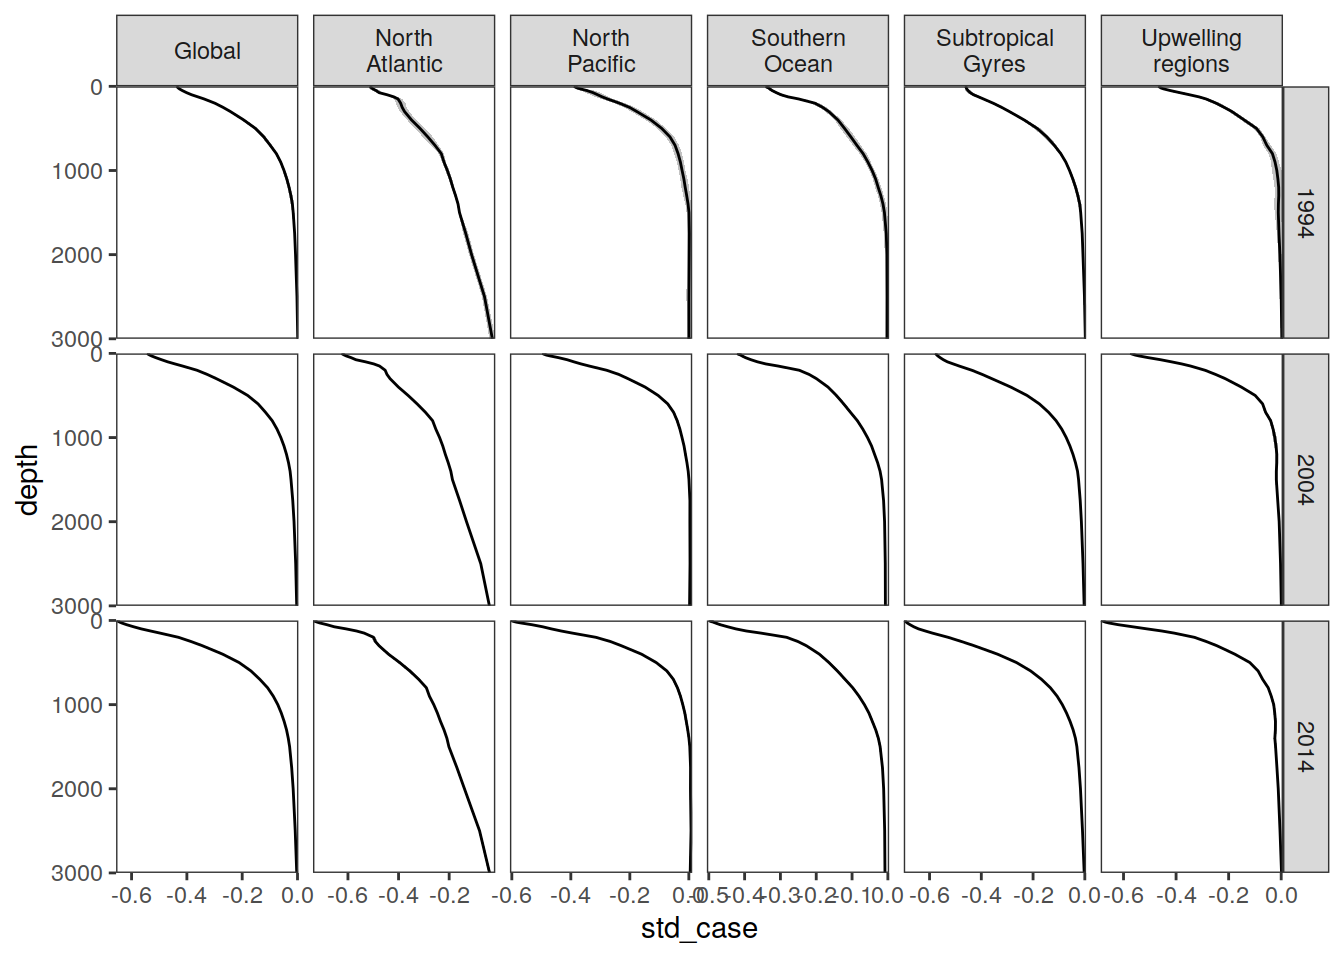 Global
North
Atlantic
North
Pacific
Southern
Ocean
Subtropical
Gyres
Upwelling
regions
0
1000
2000
3000
1994
0
1000
2000
3000
2004
0
1000
2000
3000
2014
depth
-0.6 -0.4 -0.2 0.0
-0.6 -0.4 -0.2
-0.6 -0.4 -0.2 0.0
-0.5 -0.4 -0.3 -0.2 -0.1 0.0
-0.6 -0.4 -0.2 0.0
-0.6 -0.4 -0.2 0.0
std_case